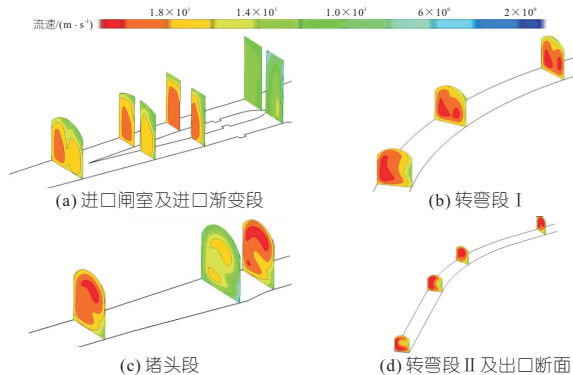 1.8×10¹ 1.4×10¹ 1.0×10¹ 6×10⁰ 2×10⁰
流速/(m·s⁻¹)
(a) 进口闸室及进口渐变段
(b) 转弯段 I
(c) 堵头段
(d) 转弯段 II 及出口断面